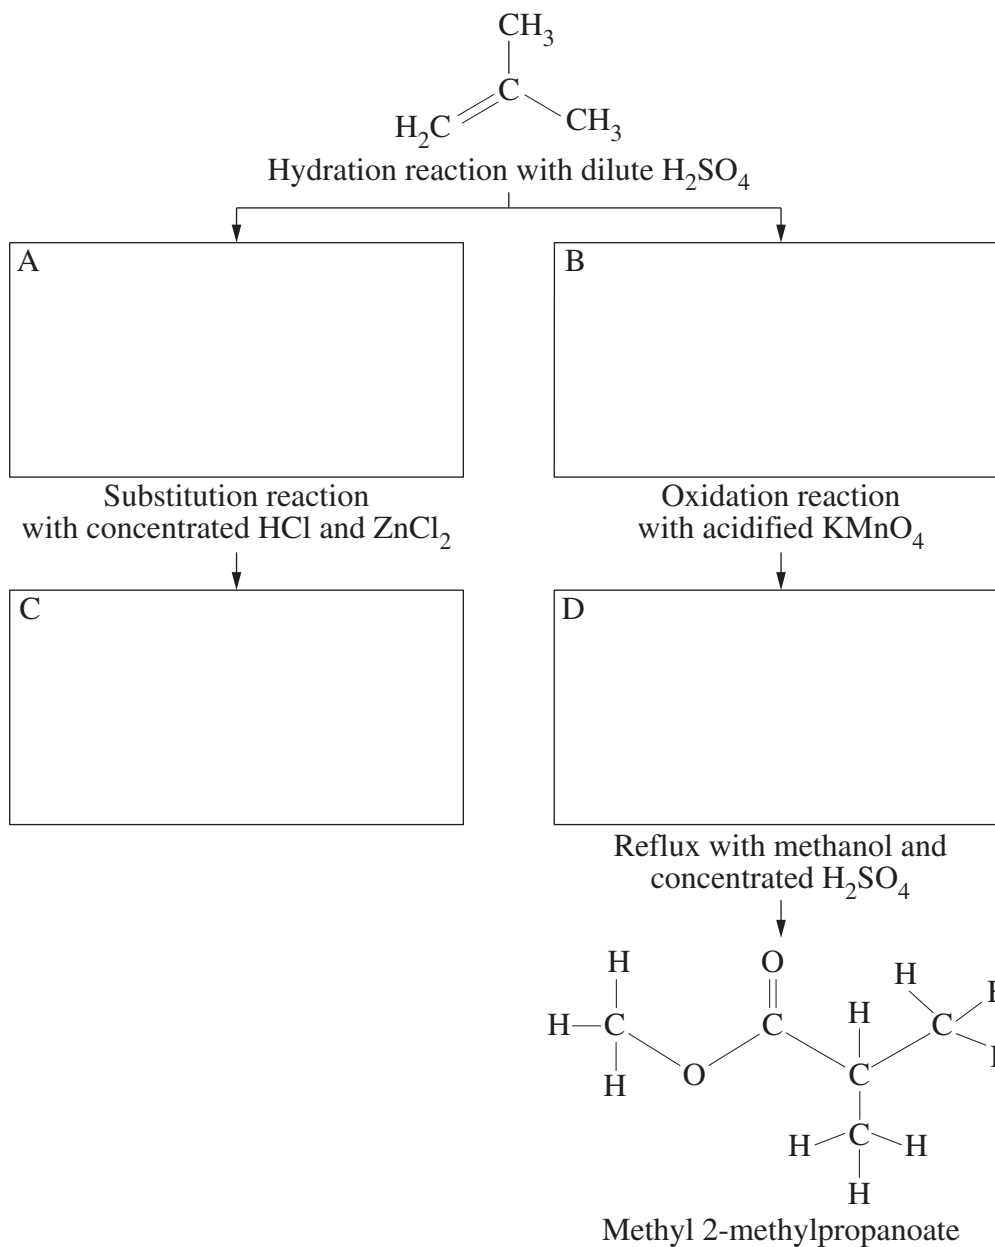 CH3
C
H2C CH3
Hydration reaction with dilute H2SO4
A B
Substitution reaction
with concentrated HCl and ZnCl2
Oxidation reaction
with acidified KMnO4
C D
Reflux with methanol and
concentrated H2SO4
H O H
H C C H C
H O C
H C H
H
Methyl 2-methylpropanoate